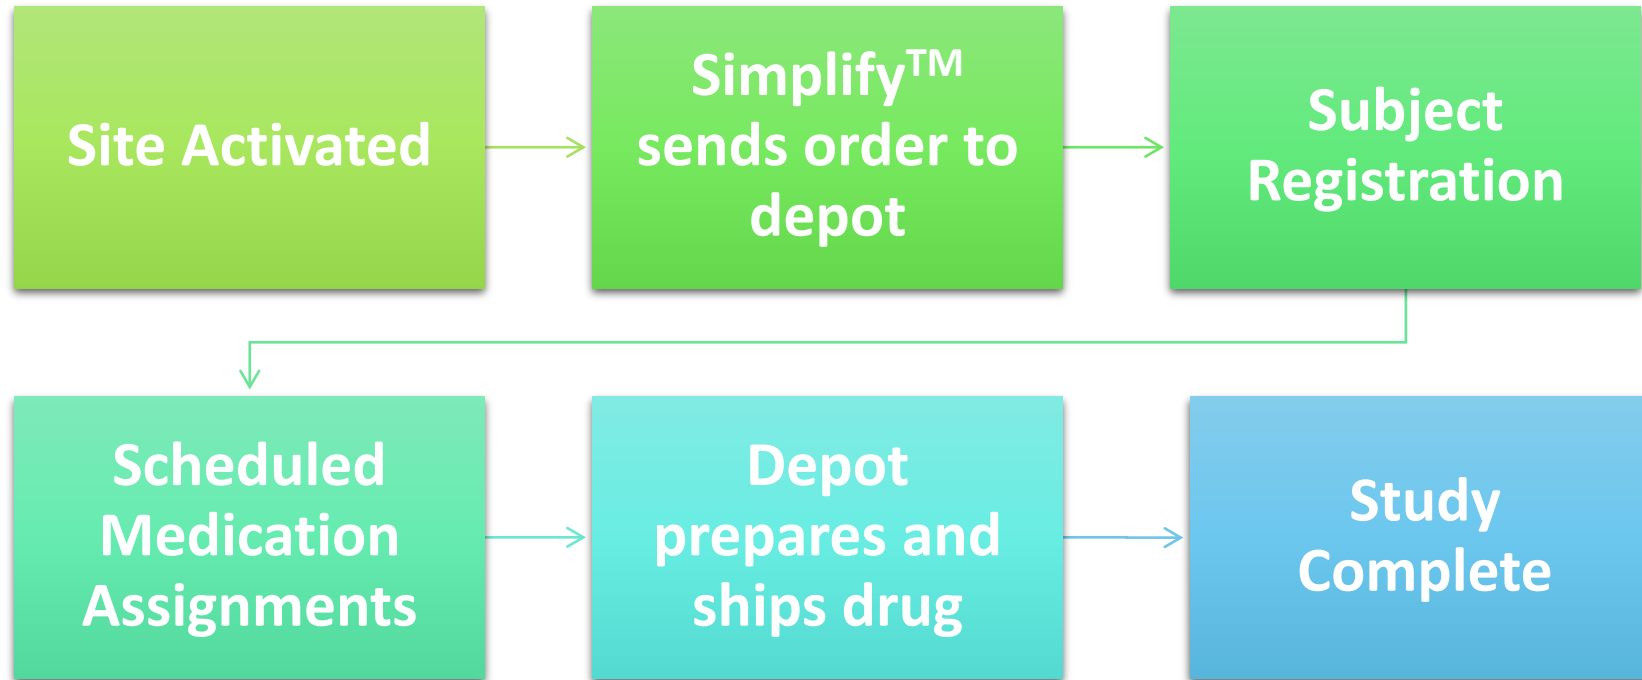 Site Activated
Simplify™
sends order to
depot
Subject
Registration
Scheduled
Medication
Assignments
Depot
prepares and
ships drug
Study
Complete